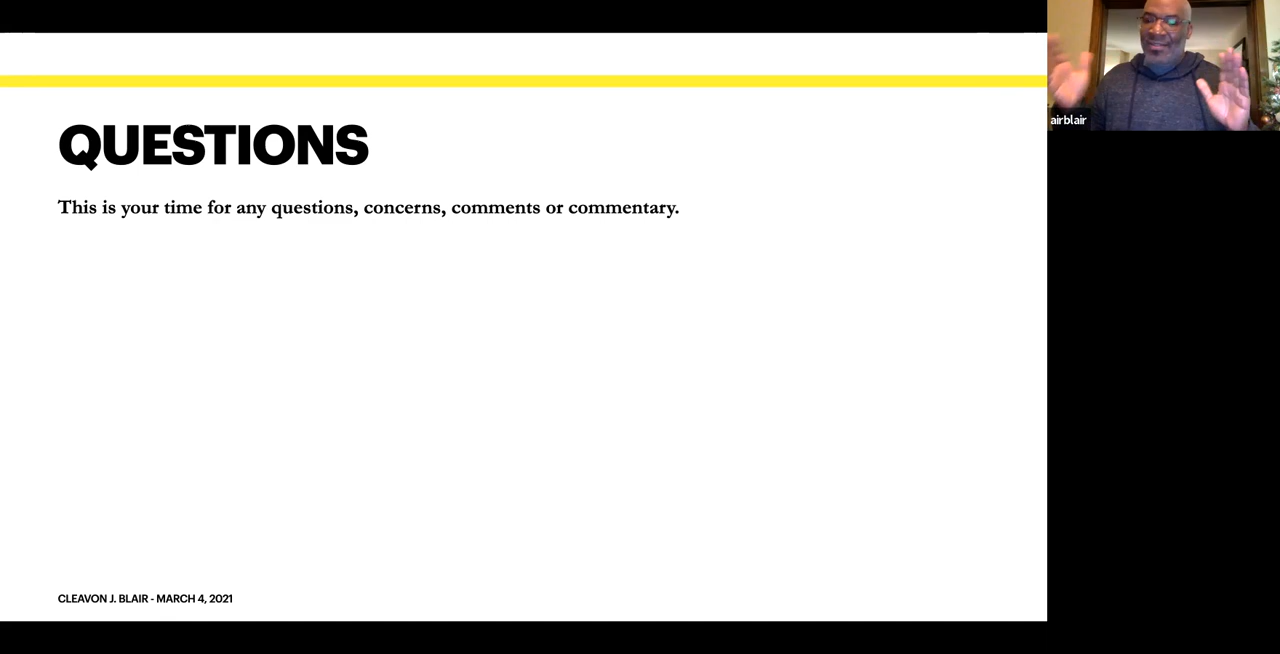 QUESTIONS
This is your time for any questions, concerns, comments or commentary.
CLEAVON J. BLAIR - MARCH 4, 2021
airblair